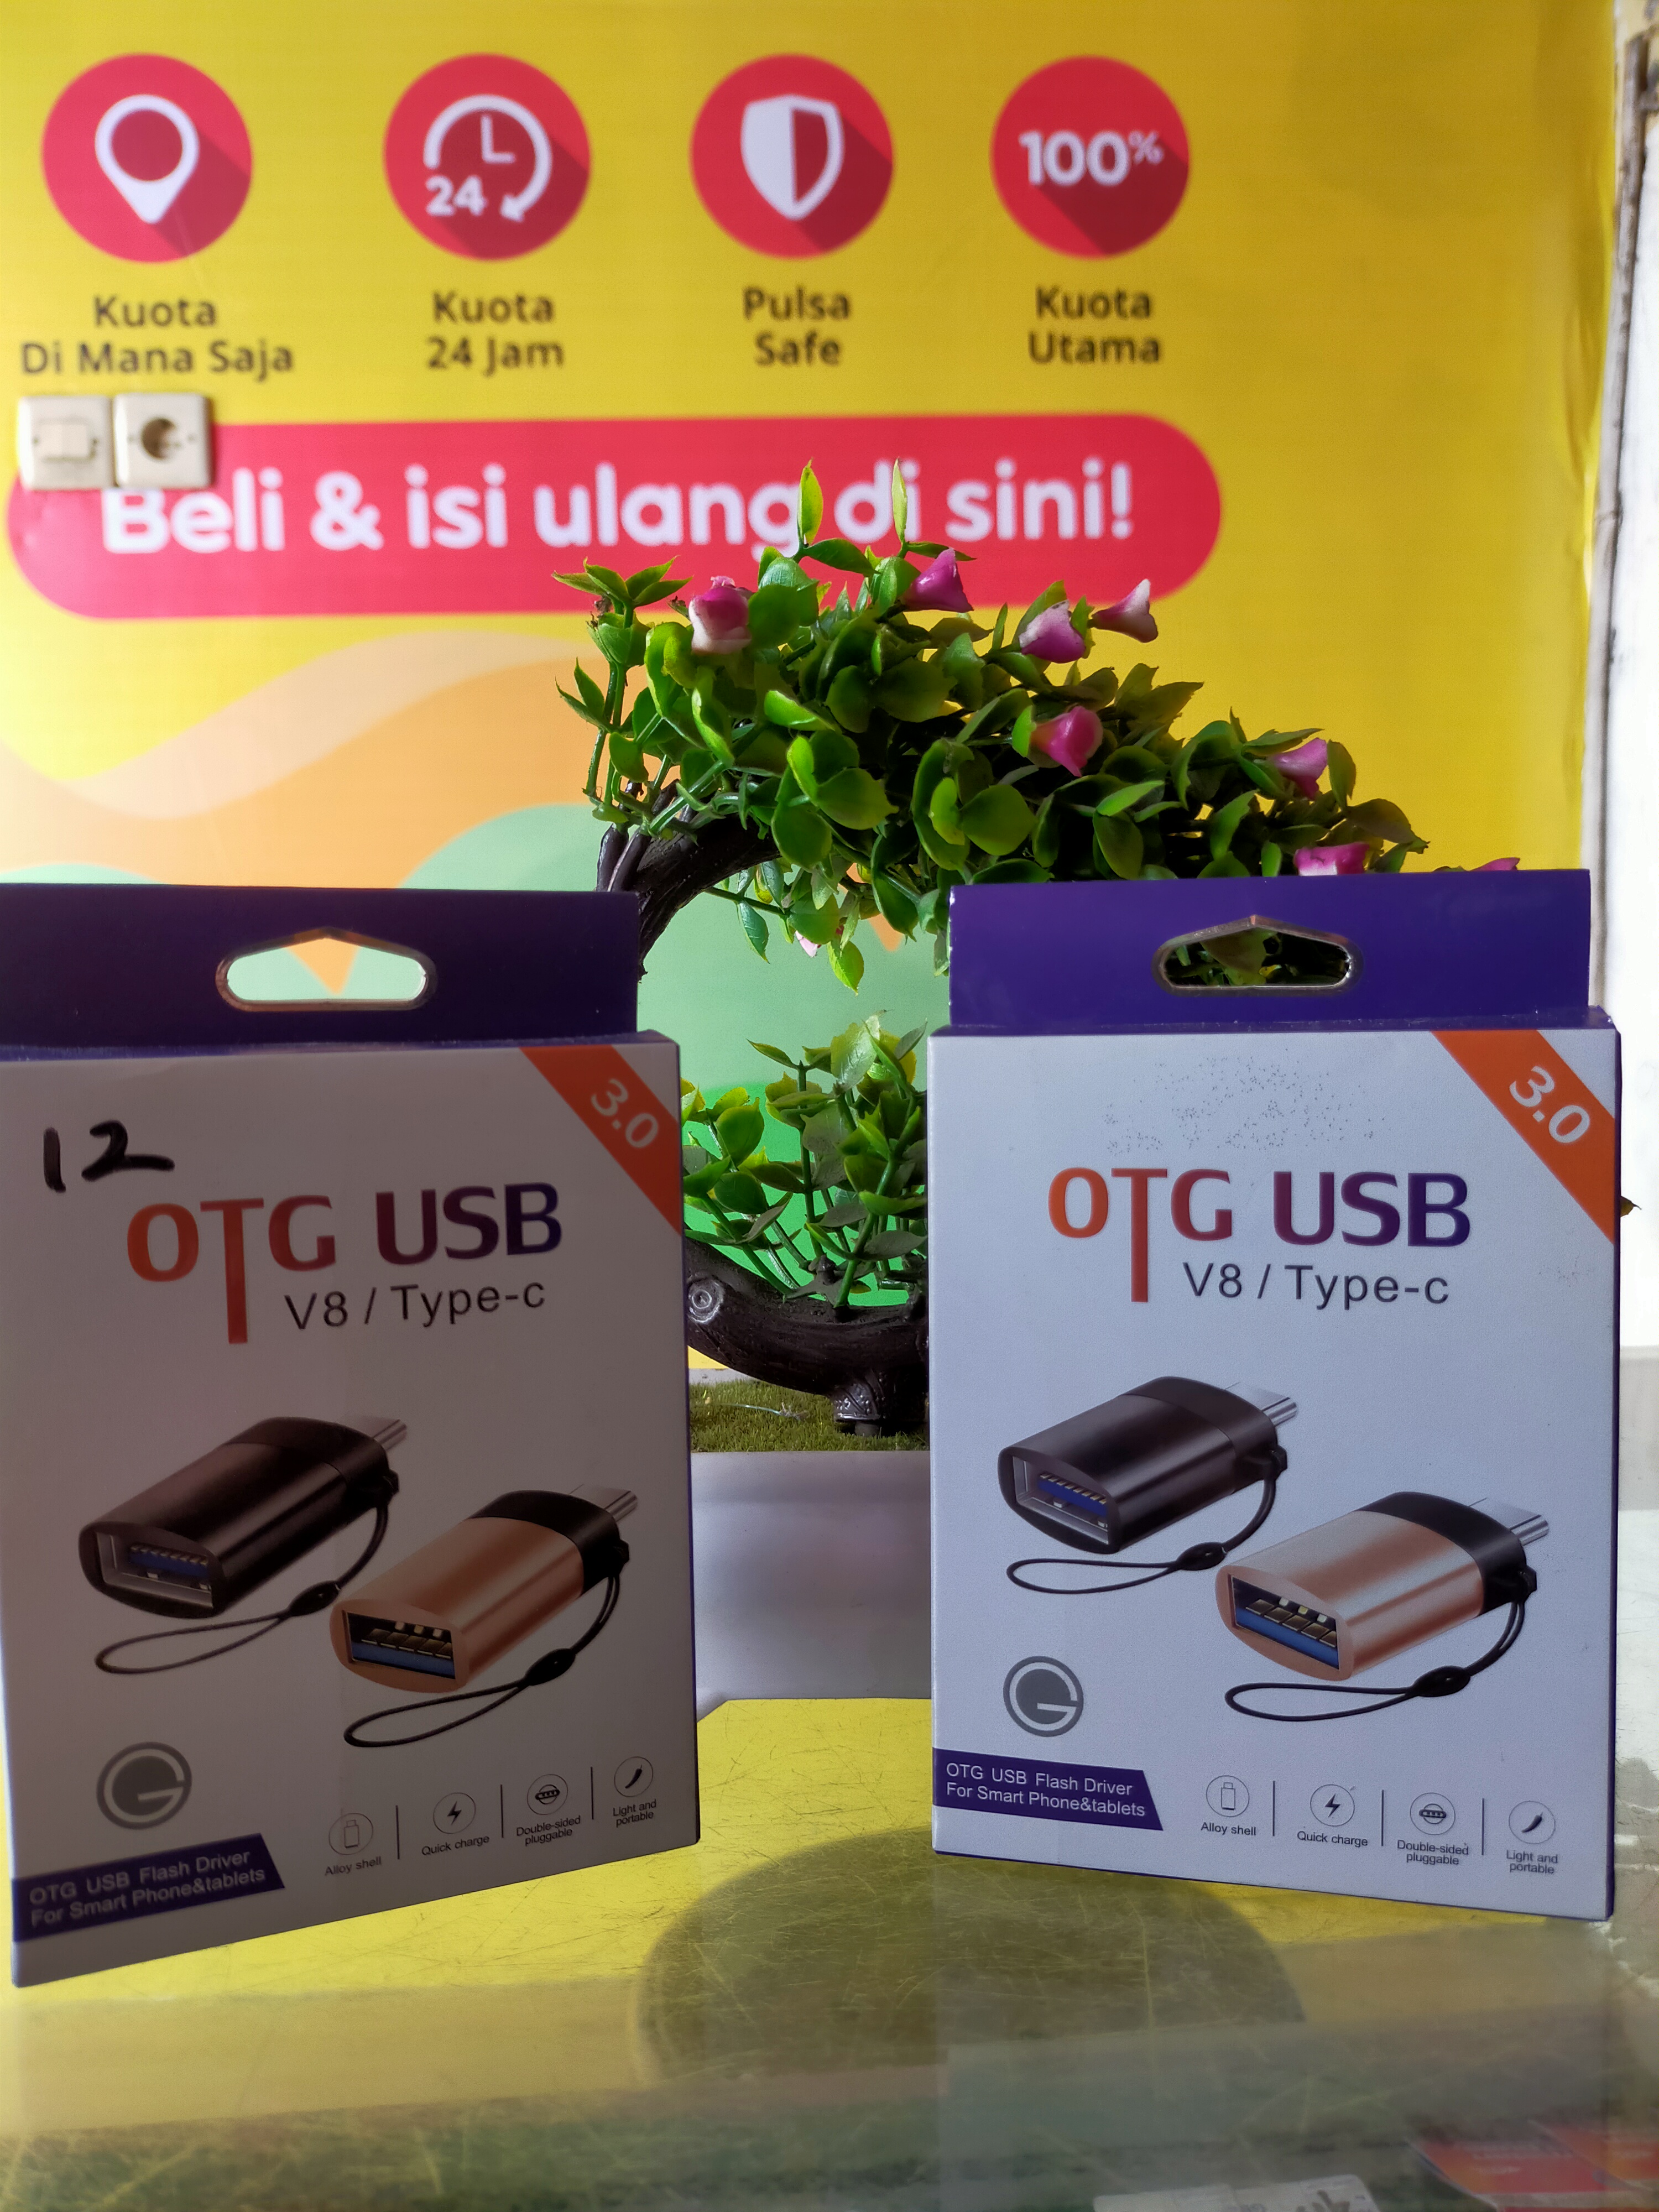 24
100%
Kuota
Di Mana Saja
Kuota
24 Jam
Pulsa
Safe
Kuota
Utama
Beli & isi ulang di sini!
3.0
12
OTG USB
V8 / Type-c
OTG USB Flash Driver
For Smart Phone&tablets
Alloy shell
Quick charge
Double-sided
pluggable
Light and
portable
3.0
OTG USB
V8 / Type-c
OTG USB Flash Driver
For Smart Phone&tablets
Alloy shell
Quick charge
Double-sided
pluggable
Light and
portable